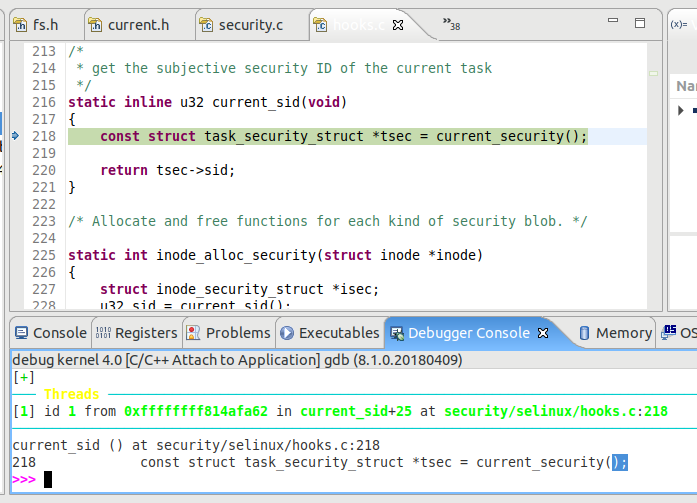 fs.h current.h security.c hooks.c »38
(x)=
213 /*
214  * get the subjective security ID of the current task
215  */
216 static inline u32 current_sid(void)
217 {
218     const struct task_security_struct *tsec = current_security();
219
220     return tsec->sid;
221 }
222
223 /* Allocate and free functions for each kind of security blob. */
224
225 static int inode_alloc_security(struct inode *inode)
226 {
227     struct inode_security_struct *isec;
228     u32 sid = current_sid();
Nan
Console Registers Problems Executables Debugger Console Memory OS
debug kernel 4.0 [C/C++ Attach to Application] gdb (8.1.0.20180409)
[+]
Threads
[1] id 1 from 0xffffffff814afa62 in current_sid+25 at security/selinux/hooks.c:218
current_sid () at security/selinux/hooks.c:218
218 const struct task_security_struct *tsec = current_security();
>>>